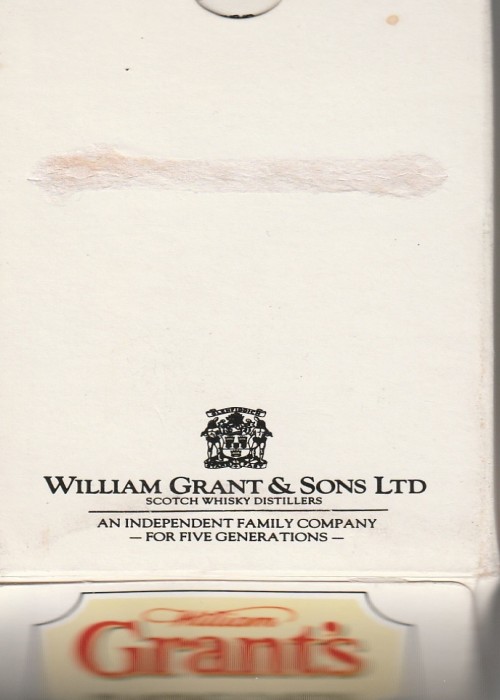 WILLIAM GRANT & SONS LTD
SCOTCH WHISKY DISTILLERS
AN INDEPENDENT FAMILY COMPANY
– FOR FIVE GENERATIONS –
William
Grant's